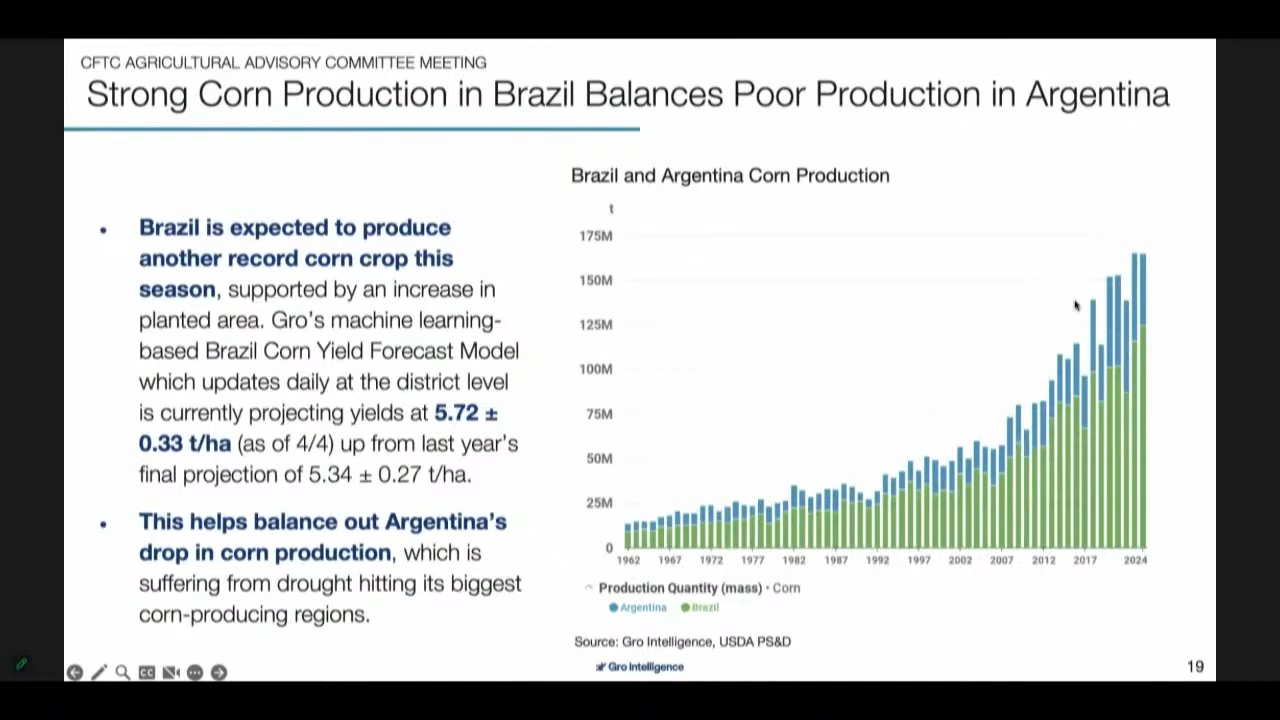 CFTC AGRICULTURAL ADVISORY COMMITTEE MEETING
Strong Corn Production in Brazil Balances Poor Production in Argentina
• Brazil is expected to produce
another record corn crop this
season, supported by an increase in
planted area. Gro's machine learning-
based Brazil Corn Yield Forecast Model
which updates daily at the district level
is currently projecting yields at 5.72 ±
0.33 t/ha (as of 4/4) up from last year's
final projection of 5.34 ± 0.27 t/ha.
• This helps balance out Argentina's
drop in corn production, which is
suffering from drought hitting its biggest
corn-producing regions.
Brazil and Argentina Corn Production
t
175M
150M
125M
100M
75M
50M
25M
0
1962 1967 1972 1977 1982 1987 1992 1997 2002 2007 2012 2017 2024
Production Quantity (mass) • Corn
Argentina Brazil
Source: Gro Intelligence, USDA PS&D
Gro Intelligence
CC
19